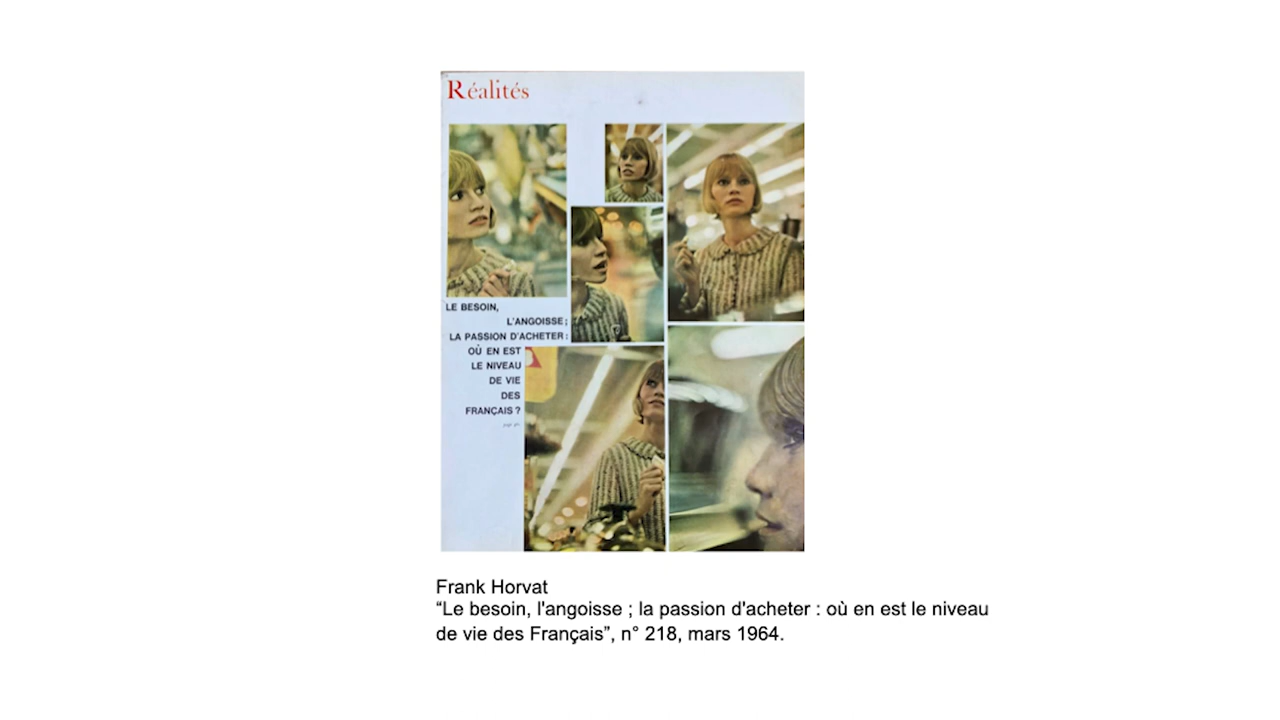 Réalités
LE BESOIN,
L'ANGOISSE ;
LA PASSION D'ACHETER :
OÙ EN EST
LE NIVEAU
DE VIE
DES
FRANÇAIS ?
Frank Horvat
“Le besoin, l'angoisse ; la passion d'acheter : où en est le niveau
de vie des Français”, n° 218, mars 1964.